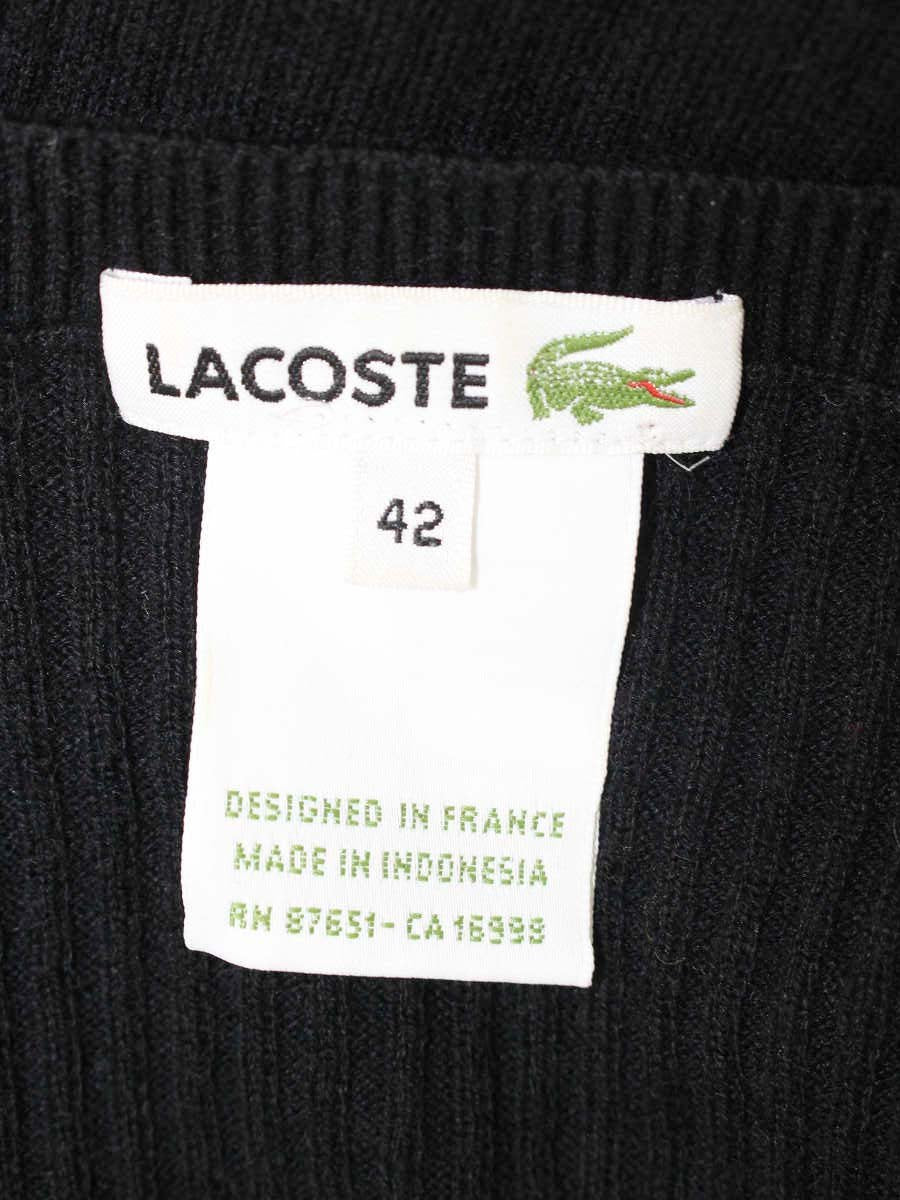 LACOSTE
42
DESIGNED IN FRANCE
MADE IN INDONESIA
RN 87651 - CA 16998